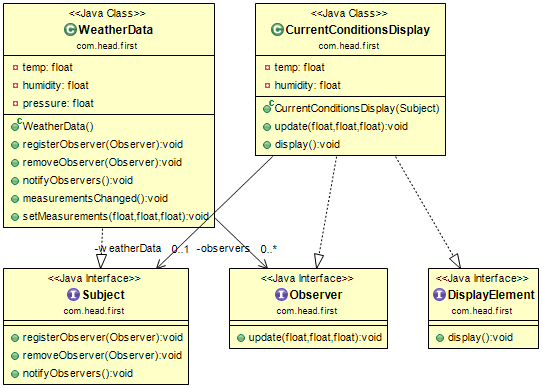 <<Java Class>>
WeatherData
com.head.first
temp: float
humidity: float
pressure: float
WeatherData()
registerObserver(Observer):void
removeObserver(Observer):void
notifyObservers():void
measurementsChanged():void
setMeasurements(float,float,float):void
<<Java Class>>
CurrentConditionsDisplay
com.head.first
temp: float
humidity: float
CurrentConditionsDisplay(Subject)
update(float,float,float):void
display():void
-weatherData 0..1
-observers 0..*
<<Java Interface>>
Subject
com.head.first
registerObserver(Observer):void
removeObserver(Observer):void
notifyObservers():void
<<Java Interface>>
Observer
com.head.first
update(float,float,float):void
<<Java Interface>>
DisplayElement
com.head.first
display():void